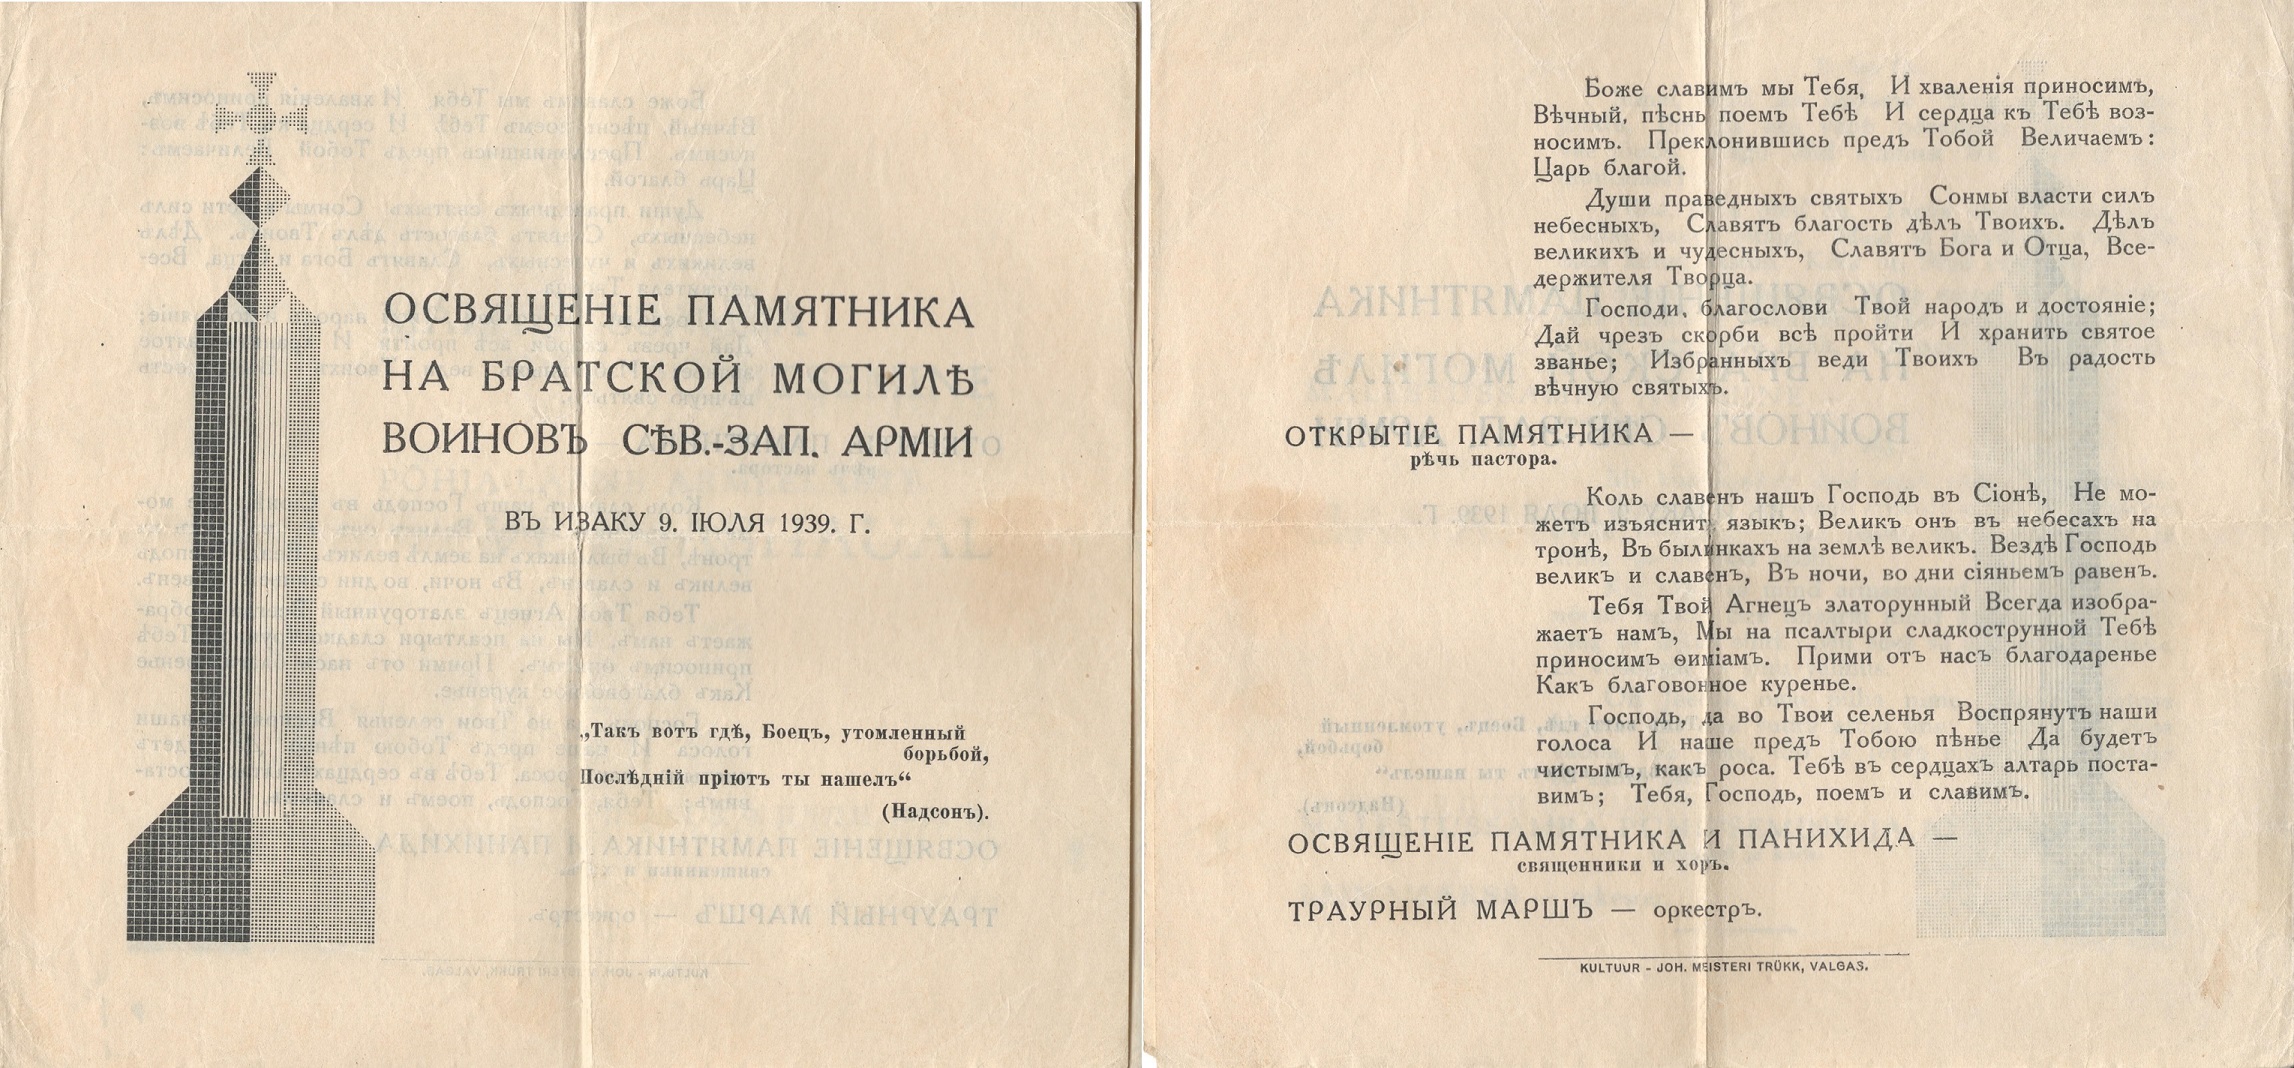 ОСВЯЩЕНІЕ ПАМЯТНИКА
НА БРАТСКОЙ МОГИЛѢ
ВОИНОВЪ СѢВ.-ЗАП. АРМІИ
ВЪ ИЗАКУ 9. ІЮЛЯ 1939. Г.
„Такъ вотъ гдѣ, Боецъ, утомленный
борьбой,
Послѣдній пріютъ ты нашелъ“
(Надсонъ).
Боже славимъ мы Тебя, И хваленія приносимъ,
Вѣчный, пѣснь поемъ Тебѣ И сердца къ Тебѣ воз-
носимъ. Преклонившись предъ Тобой Величаемъ:
Царь благой.
Души праведныхъ святыхъ Сонмы власти силъ
небесныхъ, Славятъ благость дѣлъ Твоихъ. Дѣлъ
великихъ и чудесныхъ, Славятъ Бога и Отца, Все-
держителя Творца.
Господи, благослови Твой народъ и достояніе;
Дай чрезъ скорби всѣ пройти И хранить святое
званье; Избранныхъ веди Твоихъ Въ радость
вѣчную святыхъ.
ОТКРЫТІЕ ПАМЯТНИКА —
рѣчь пастора.
Коль славенъ нашъ Господь въ Сіонѣ, Не мо-
жетъ изъяснить языкъ; Великъ онъ въ небесахъ на
тронѣ, Въ былинкахъ на землѣ великъ. Вездѣ Господь
великъ и славенъ, Въ ночи, во дни сіяньемъ равенъ.
Тебя Твой Агнецъ златорунный Всегда изобра-
жаетъ намъ, Мы на псалтыри сладкострунной Тебѣ
приносимъ ѳиміамъ. Прими отъ насъ благодаренье
Какъ благовонное куренье.
Господь, да во Твои селенья Воспрянутъ наши
голоса И наше предъ Тобою пѣнье Да будетъ
чистымъ, какъ роса. Тебѣ въ сердцахъ алтарь поста-
вимъ; Тебя, Господь, поемъ и славимъ.
ОСВЯЩЕНІЕ ПАМЯТНИКА И ПАНИХИДА —
священники и хоръ.
ТРАУРНЫЙ МАРШЪ — оркестръ.
KULTUUR - JOH. MEISTERI TRÜKK, VALGAS.